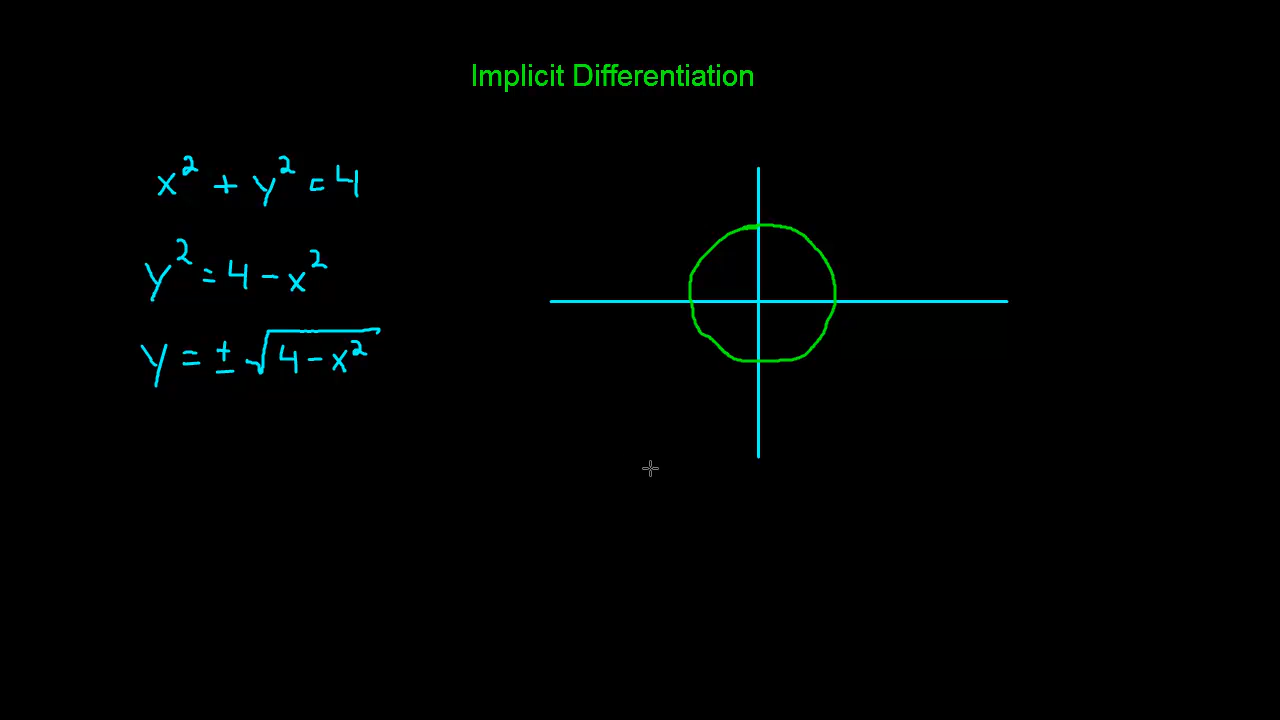 Implicit Differentiation
x² + y² = 4
y² = 4 - x²
y = ± √(4 - x²)